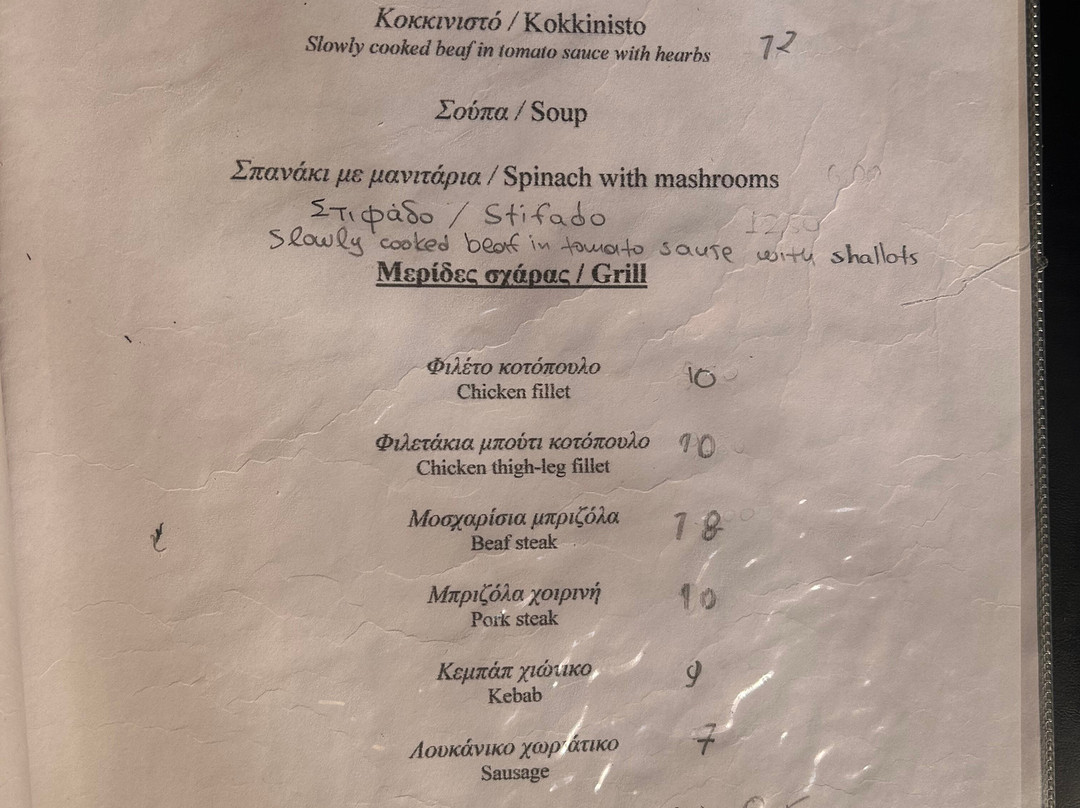 Κοκκινιστό / Kokkinisto
Slowly cooked beaf in tomato sauce with hearbs 12
Σούπα / Soup
Σπανάκι με μανιτάρια / Spinach with mashrooms
Στιφάδο / Stifado 12,50
Slowly cooked beaf in tomato sause with shallots
Μερίδες σχάρας / Grill
Φιλέτο κοτόπουλο 10
Chicken fillet
Φιλετάκια μπούτι κοτόπουλο 10
Chicken thigh-leg fillet
Μοσχαρίσια μπριζόλα 18
Beaf steak
Μπριζόλα χοιρινή 10
Pork steak
Κεμπάπ χιώτικο 9
Kebab
Λουκάνικο χωριάτικο 7
Sausage